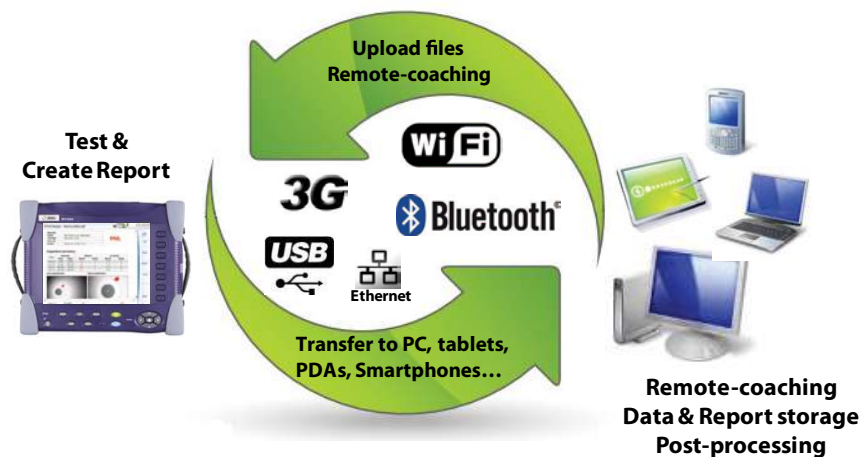 Upload files
Remote-coaching
Test &
Create Report
WiFi
3G
Bluetooth
USB
Ethernet
Transfer to PC, tablets,
PDAs, Smartphones…
Remote-coaching
Data & Report storage
Post-processing